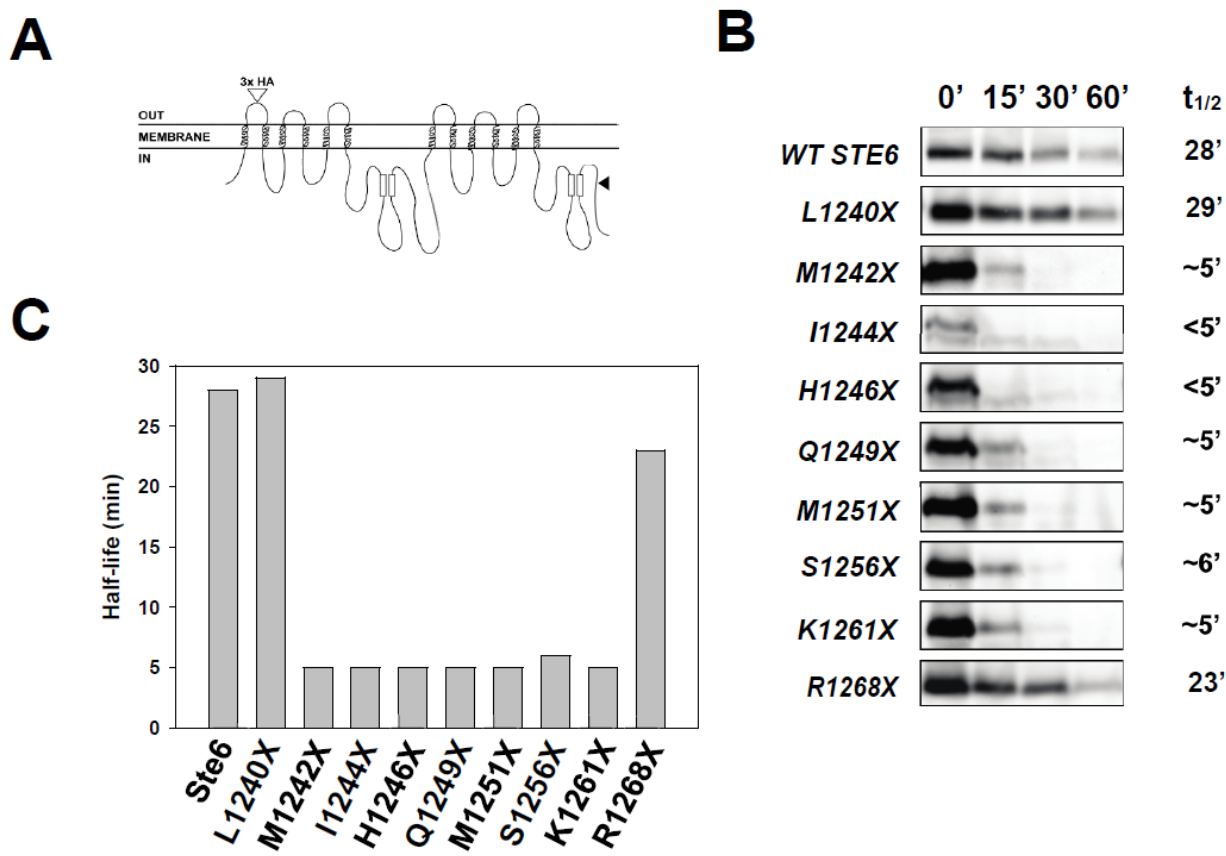 A
3x HA
OUT
MEMBRANE
IN
B
0’ 15’ 30’ 60’ t1/2
WT STE6 28’
L1240X 29’
M1242X ~5’
I1244X <5’
H1246X <5’
Q1249X ~5’
M1251X ~5’
S1256X ~6’
K1261X ~5’
R1268X 23’
C
Half-life (min)
30
25
20
15
10
5
0
Ste6
L1240X
M1242X
I1244X
H1246X
Q1249X
M1251X
S1256X
K1261X
R1268X